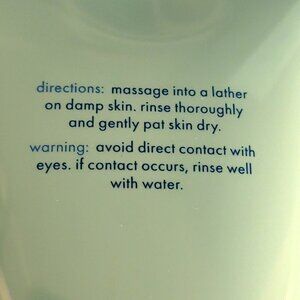 directions: massage into a lather
on damp skin. rinse thoroughly
and gently pat skin dry.
warning: avoid direct contact with
eyes. if contact occurs, rinse well
with water.